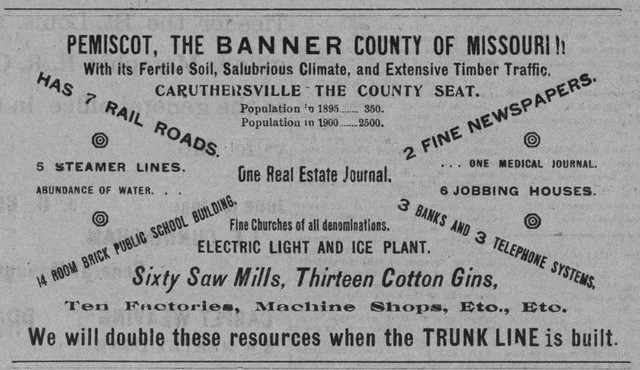 PEMISCOT, THE BANNER COUNTY OF MISSOURI!!
With its Fertile Soil, Salubrious Climate, and Extensive Timber Traffic.
CARUTHERSVILLE THE COUNTY SEAT.
Population in 1895...... 350.
Population in 1900......2500.
HAS 7 RAIL ROADS.
2 FINE NEWSPAPERS.
5 STEAMER LINES.
ABUNDANCE OF WATER. . .
One Real Estate Journal.
. . . ONE MEDICAL JOURNAL.
6 JOBBING HOUSES.
14 ROOM BRICK PUBLIC SCHOOL BUILDING.
Fine Churches of all denominations.
3 BANKS AND 3 TELEPHONE SYSTEMS.
ELECTRIC LIGHT AND ICE PLANT.
Sixty Saw Mills, Thirteen Cotton Gins,
Ten Factories, Machine Shops, Etc., Etc.
We will double these resources when the TRUNK LINE is built.